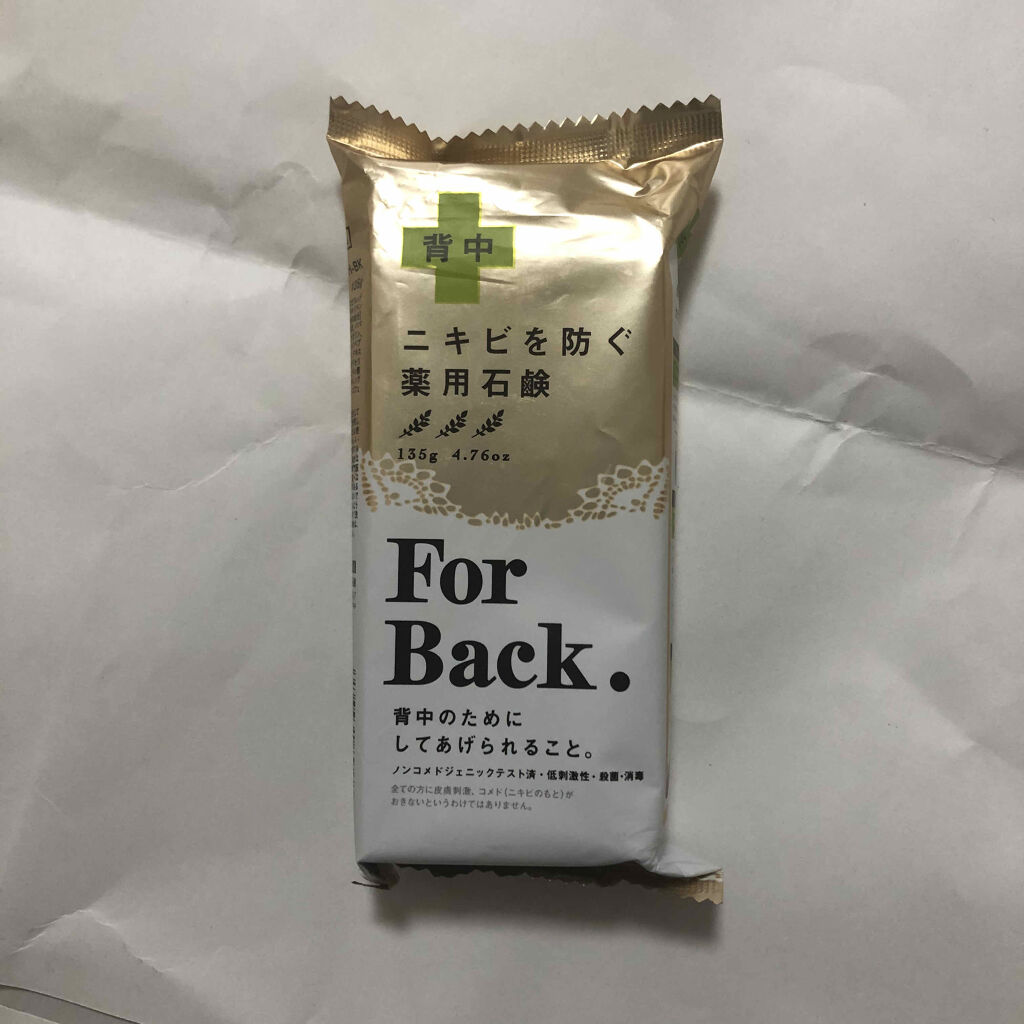 背中
ニキビを防ぐ
薬用石鹸
135g 4.76oz
For
Back.
背中のために
してあげられること。
ノンコメドジェニックテスト済・低刺激性・殺菌・消毒
全ての方に皮膚刺激、コメド(ニキビのもと)が
おきないというわけではありません。